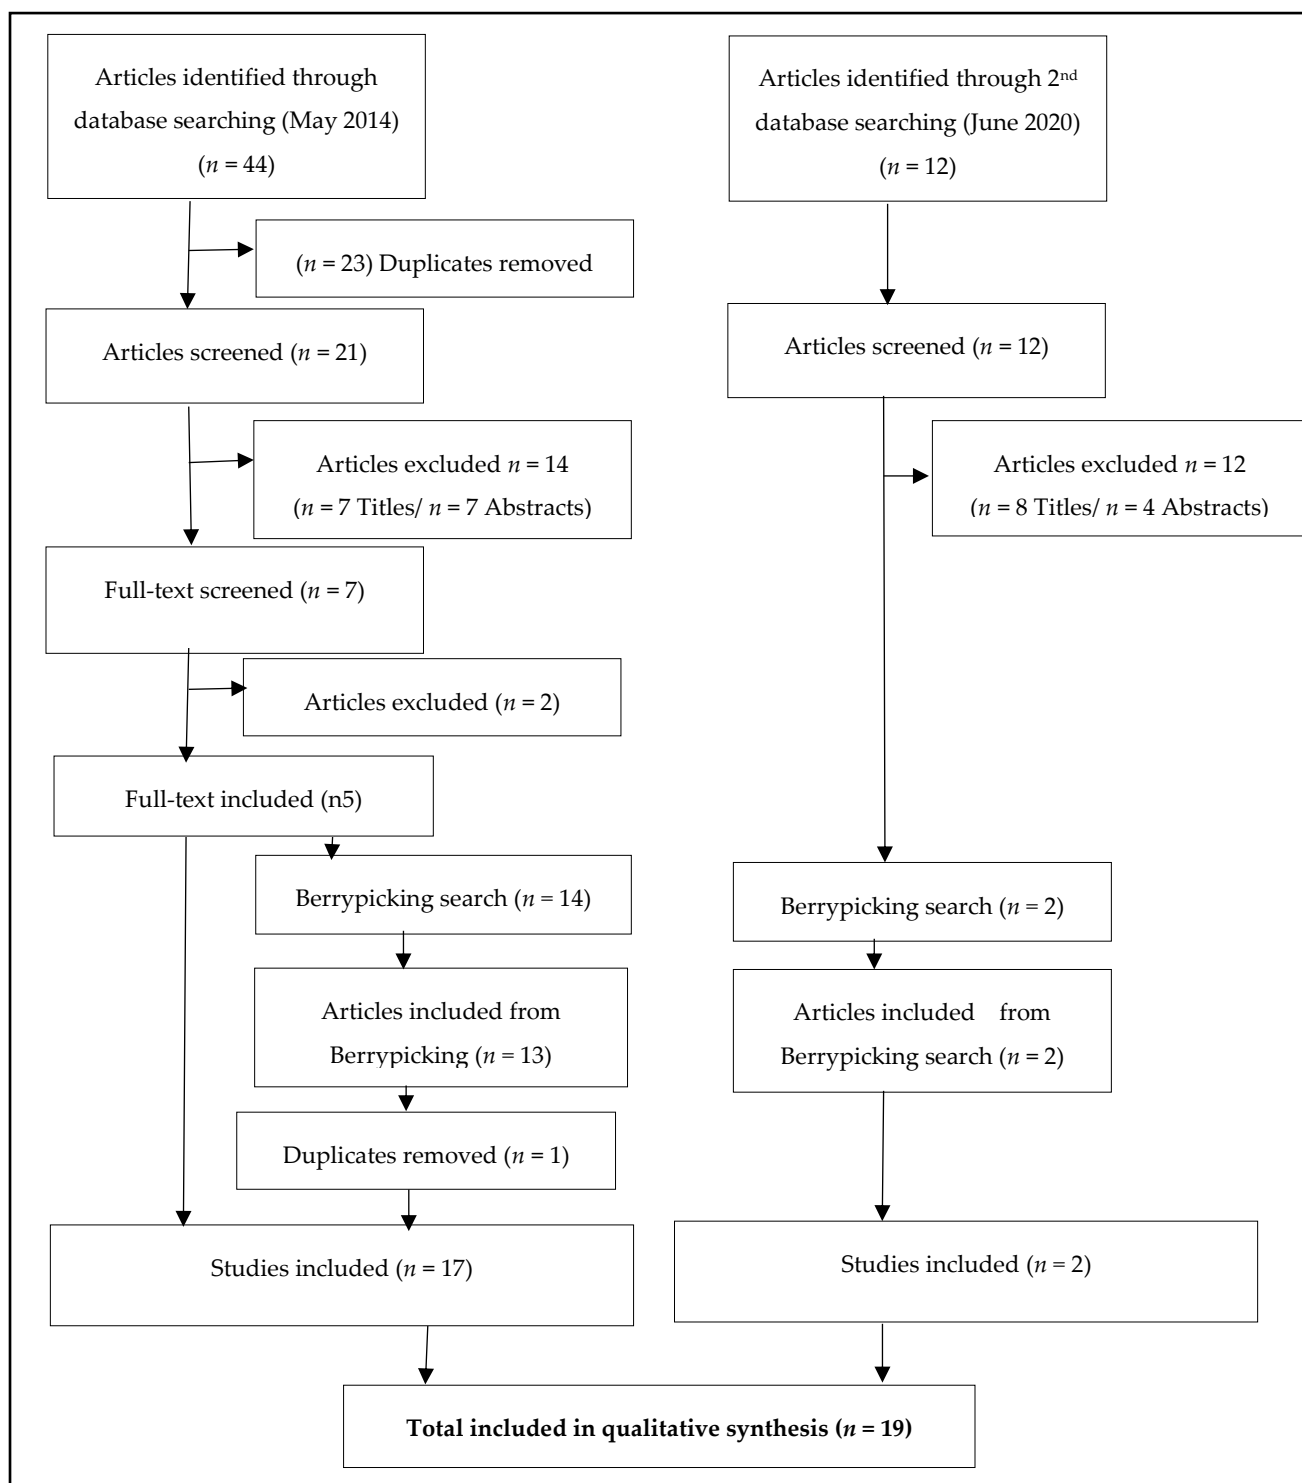 Articles identified through
database searching (May 2014)
(n = 44)
(n = 23) Duplicates removed
Articles screened (n = 21)
Articles excluded n = 14
(n = 7 Titles/ n = 7 Abstracts)
Full-text screened (n = 7)
Articles excluded (n = 2)
Full-text included (n5)
Berrypicking search (n = 14)
Articles included from
Berrypicking (n = 13)
Duplicates removed (n = 1)
Studies included (n = 17)
Articles identified through 2nd
database searching (June 2020)
(n = 12)
Articles screened (n = 12)
Articles excluded n = 12
(n = 8 Titles/ n = 4 Abstracts)
Berrypicking search (n = 2)
Articles included from
Berrypicking search (n = 2)
Studies included (n = 2)
Total included in qualitative synthesis (n = 19)